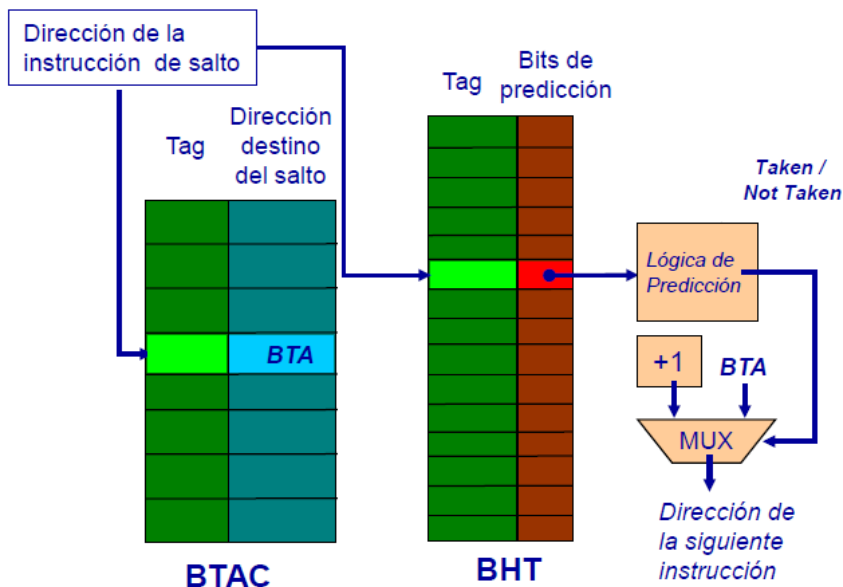 Dirección de la
instrucción de salto
Tag
Dirección
destino
del salto
BTA
BTAC
Tag
Bits de
predicción
BHT
Taken /
Not Taken
Lógica de
Predicción
+1
BTA
MUX
Dirección de
la siguiente
instrucción